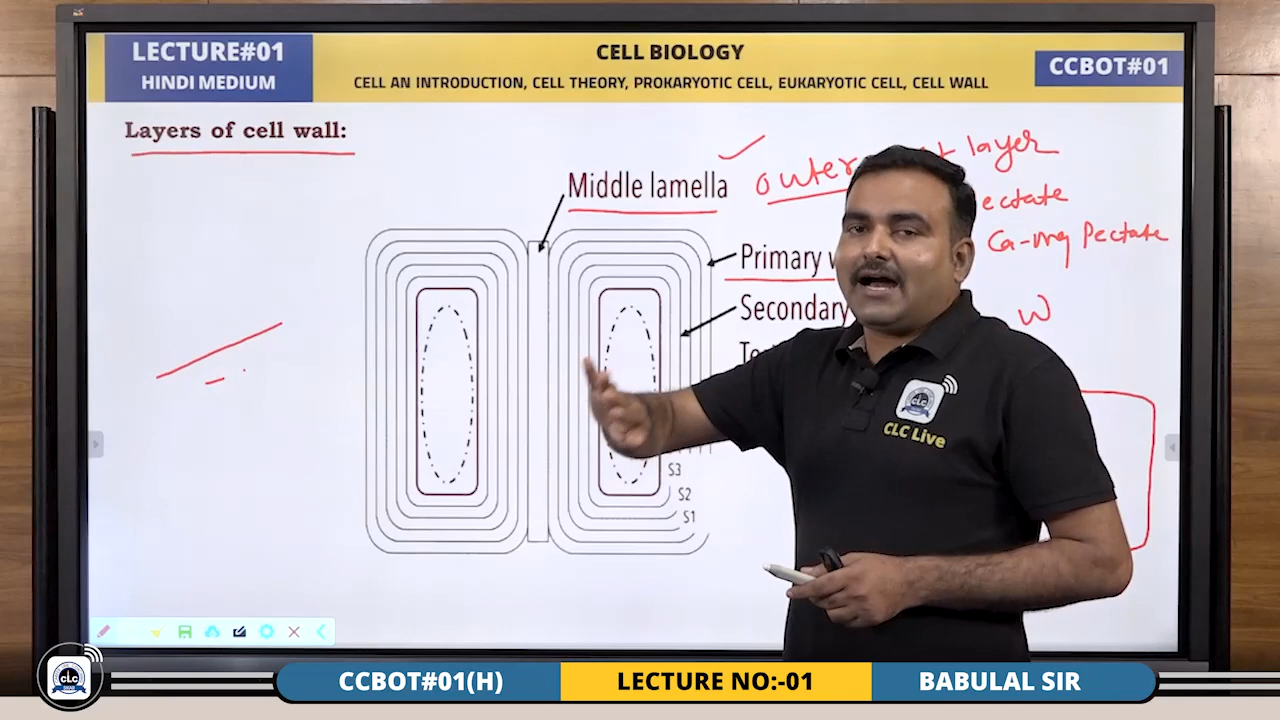 LECTURE#01
HINDI MEDIUM
CELL BIOLOGY
CELL AN INTRODUCTION, CELL THEORY, PROKARYOTIC CELL, EUKARYOTIC CELL, CELL WALL
CCBOT#01
Layers of cell wall:
Middle lamella
layer
Ca-mg Pectate
Primary
Secondary
W
S3
S2
S1
CLC
CLC Live
CLC
CCBOT#01(H)
LECTURE NO:-01
BABULAL SIR